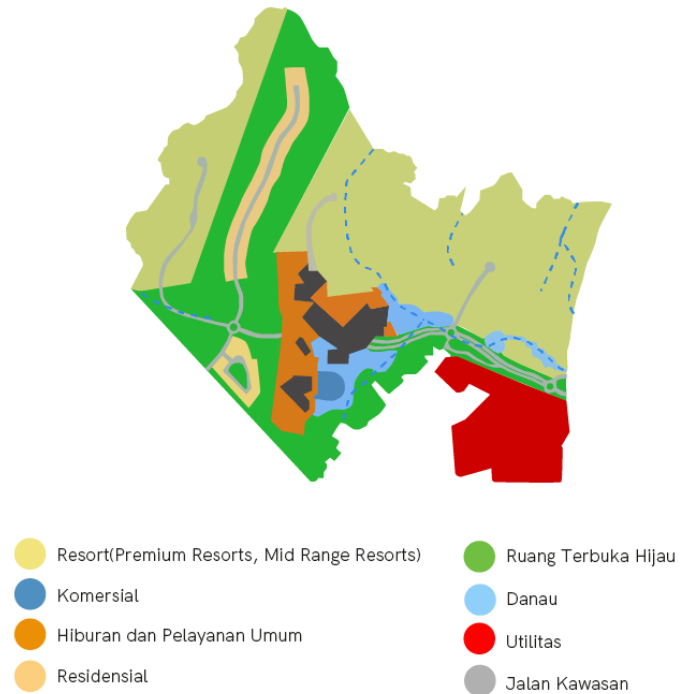 Resort(Premium Resorts, Mid Range Resorts)
Komersial
Hiburan dan Pelayanan Umum
Residensial
Ruang Terbuka Hijau
Danau
Utilitas
Jalan Kawasan